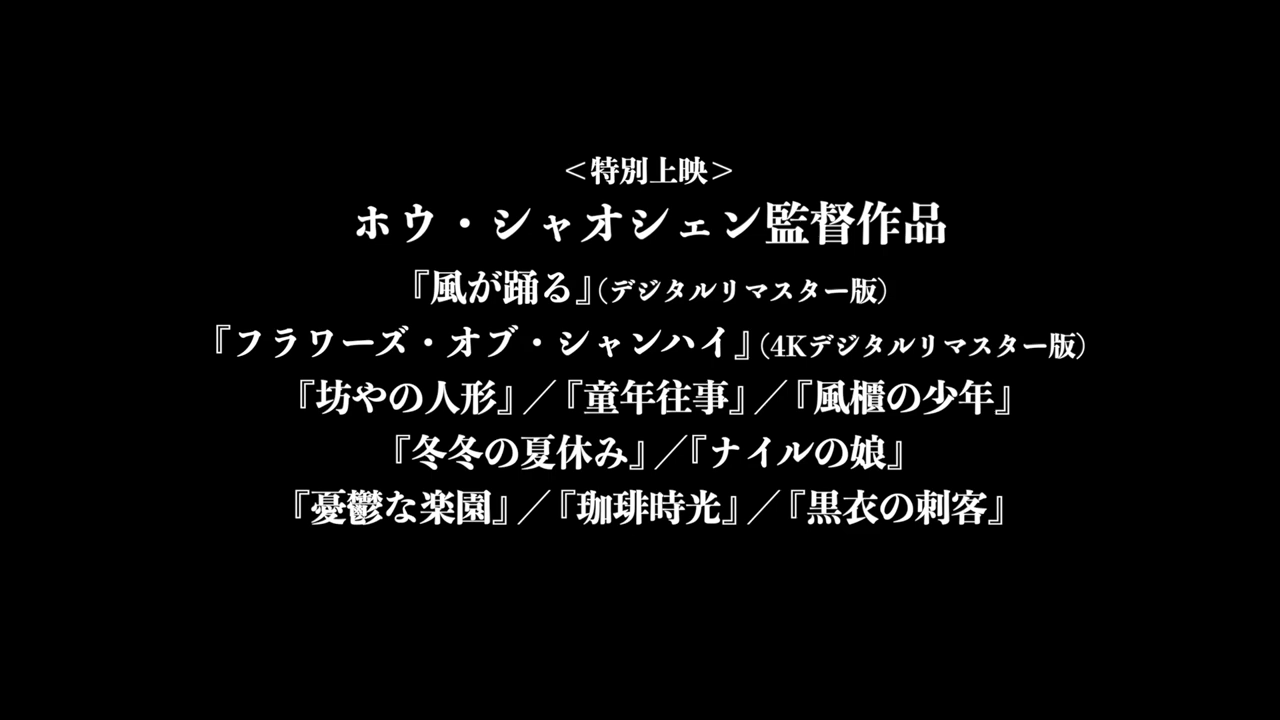 ＜特別上映＞
ホウ・シャオシェン監督作品
『風が踊る』（デジタルリマスター版）
『フラワーズ・オブ・シャンハイ』（4Kデジタルリマスター版）
『坊やの人形』／『童年往事』／『風櫃の少年』
『冬冬の夏休み』／『ナイルの娘』
『憂鬱な楽園』／『珈琲時光』／『黒衣の刺客』